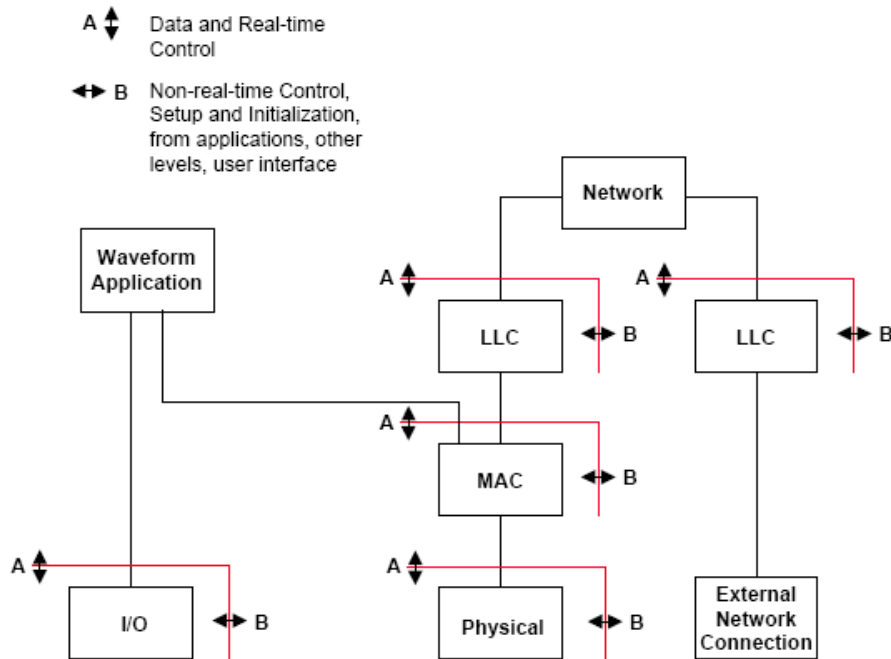 A Data and Real-time
Control
B Non-real-time Control,
Setup and Initialization,
from applications, other
levels, user interface
Network
Waveform
Application
A
A
LLC
B
LLC
B
A
MAC
B
A
A
I/O
B
Physical
B
External
Network
Connection